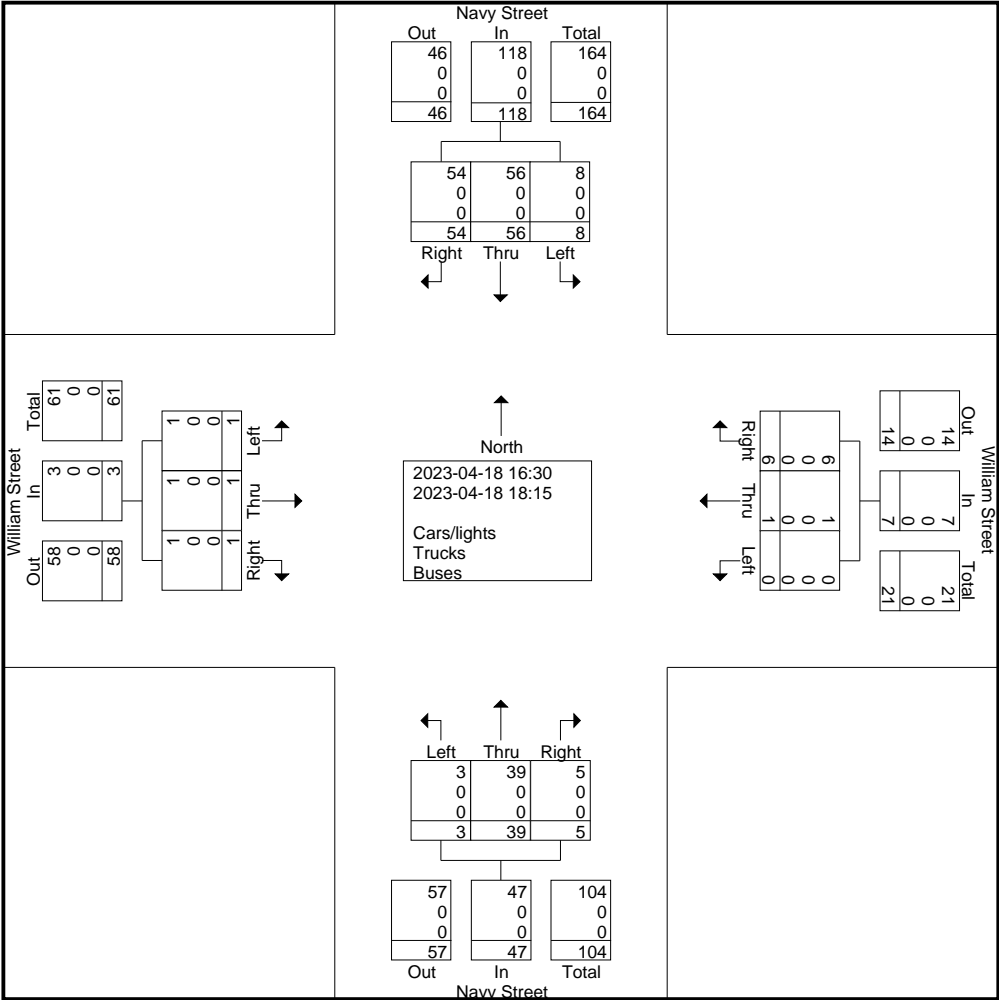 Navy Street
Out In Total
46 118 164
0 0 0
0 0 0
46 118 164
54 56 8
0 0 0
0 0 0
54 56 8
Right Thru Left
William Street
Total
61 0 0 61
In
3 0 0 3
Out
58 0 0 58
Left
1 0 0 1
Thru
1 0 0 1
Right
1 0 0 1
North
2023-04-18 16:30
2023-04-18 18:15
Cars/lights
Trucks
Buses
Right
6 0 0 6
Thru
1 0 0 1
Left
0 0 0 0
Out
14 0 0 14
In
7 0 0 7
Total
21 0 0 21
William Street
Left Thru Right
3 39 5
0 0 0
0 0 0
3 39 5
57 47 104
0 0 0
0 0 0
57 47 104
Out In Total
Navy Street